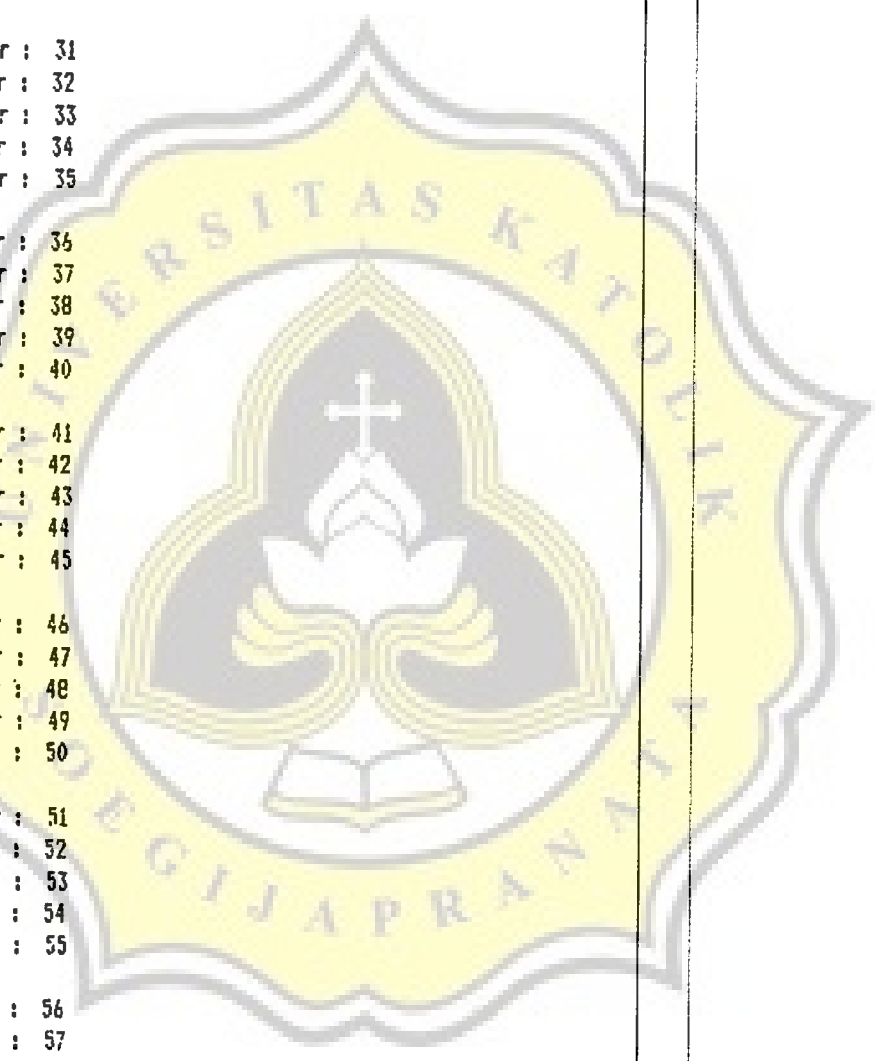 r : 31
r : 32
r : 33
r : 34
r : 35
r : 36
r : 37
r : 38
r : 39
r : 40
r : 41
r : 42
r : 43
r : 44
r : 45
r : 46
r : 47
r : 48
r : 49
: 50
r : 51
: 52
: 53
: 54
: 55
: 56
: 57
UNIVERSITAS KATOLIK
SOEGIJAPRANATA